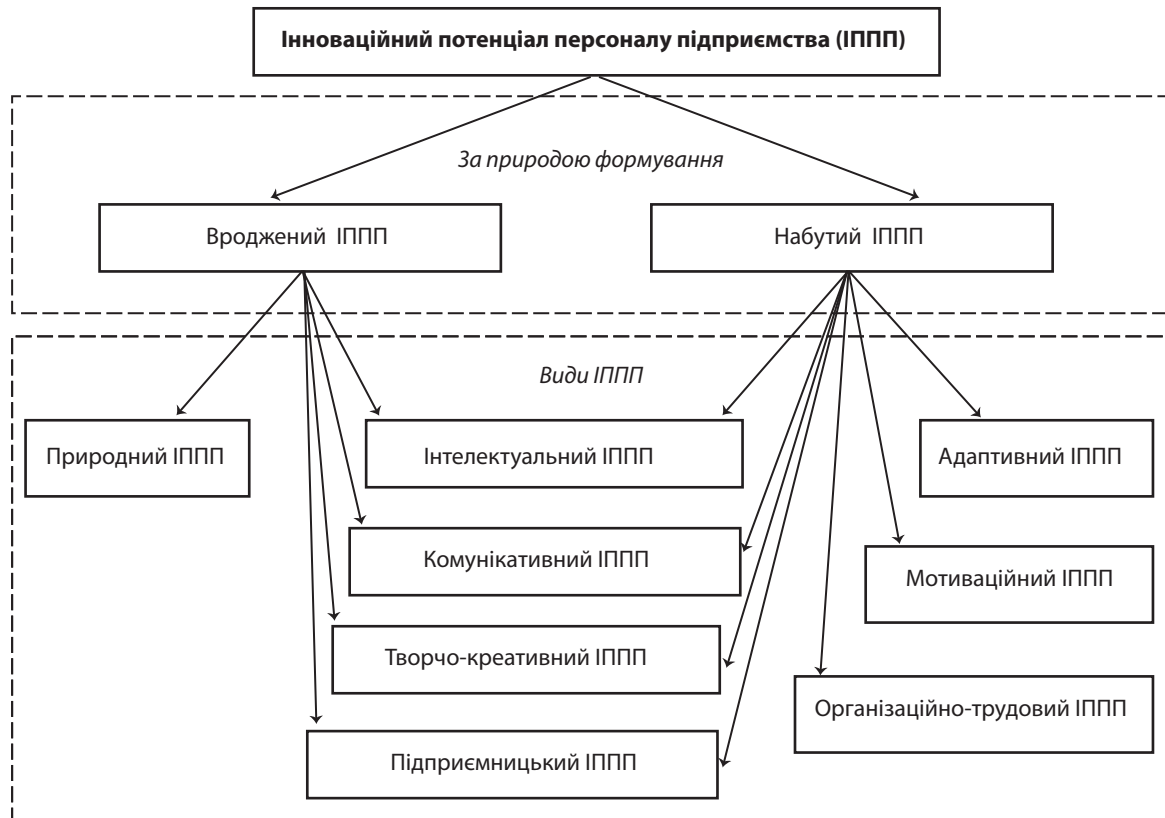 Інноваційний потенціал персоналу підприємства (ІППП)
За природою формування
Вроджений ІППП
Набутий ІППП
Види ІППП
Природний ІППП
Інтелектуальний ІППП
Адаптивний ІППП
Комунікативний ІППП
Мотиваційний ІППП
Творчо-креативний ІППП
Організаційно-трудовий ІППП
Підприємницький ІППП